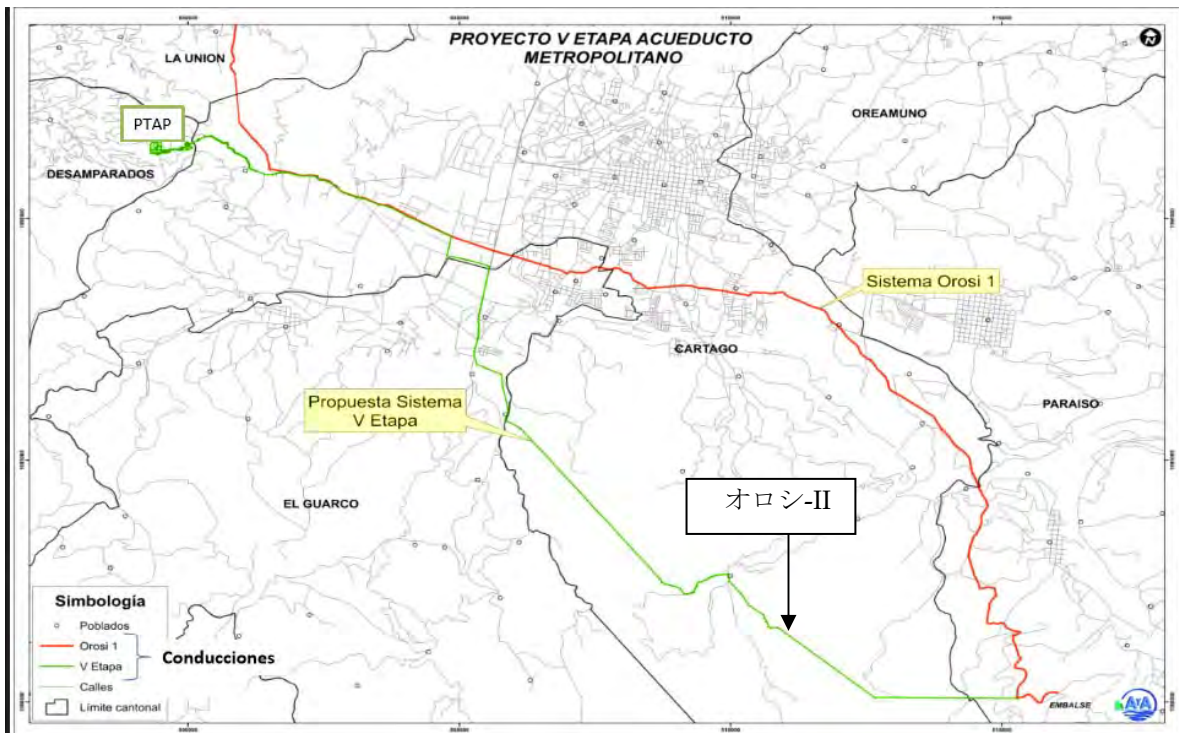 PROYECTO V ETAPA ACUEDUCTO
METROPOLITANO
LA UNION
OREAMUNO
PTAP
DESAMPARADOS
Sistema Orosi 1
CARTAGO
PARAISO
Propuesta Sistema
V Etapa
EL GUARCO
オロシ-II
Simbología
Poblados
Orosi 1
V Etapa
Conducciones
Calles
Límite cantonal
EMBALSE
AyA